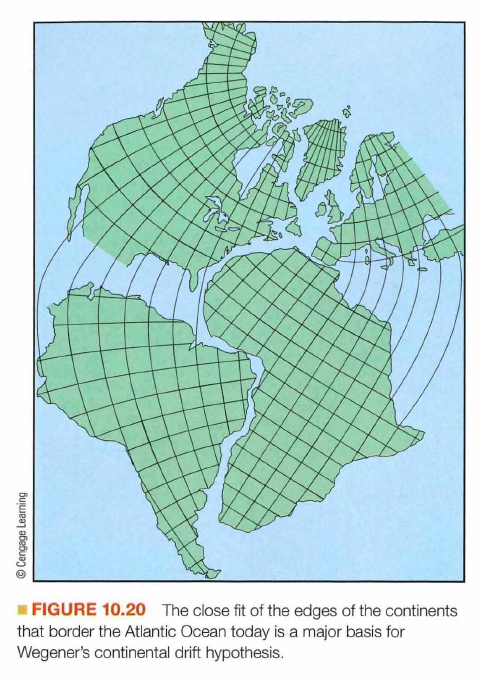 © Cengage Learning
FIGURE 10.20 The close fit of the edges of the continents
that border the Atlantic Ocean today is a major basis for
Wegener's continental drift hypothesis.